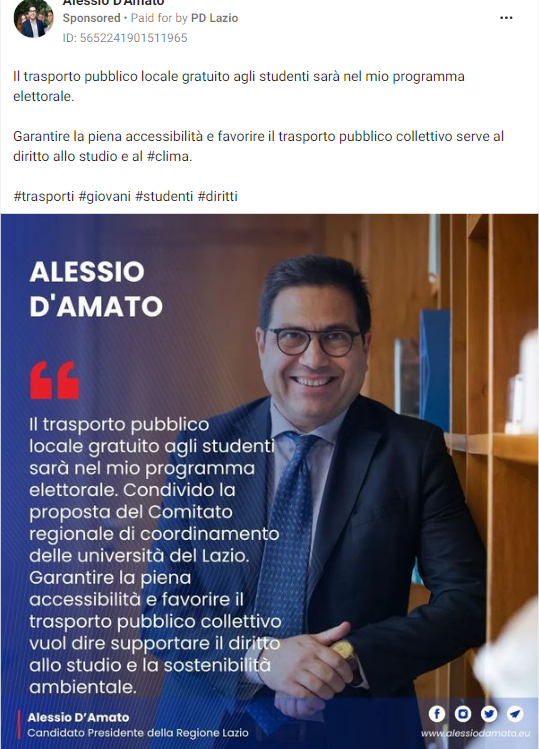 Alessio D'Amato
Sponsored • Paid for by PD Lazio
ID: 5652241901511965
Il trasporto pubblico locale gratuito agli studenti sarà nel mio programma
elettorale.
Garantire la piena accessibilità e favorire il trasporto pubblico collettivo serve al
diritto allo studio e al #clima.
#trasporti #giovani #studenti #diritti
ALESSIO
D'AMATO
Il trasporto pubblico
locale gratuito agli studenti
sarà nel mio programma
elettorale. Condivido la
proposta del Comitato
regionale di coordinamento
delle università del Lazio.
Garantire la piena
accessibilità e favorire il
trasporto pubblico collettivo
vuol dire supportare il diritto
allo studio e la sostenibilità
ambientale.
Alessio D'Amato
Candidato Presidente della Regione Lazio
www.alessiodamato.eu